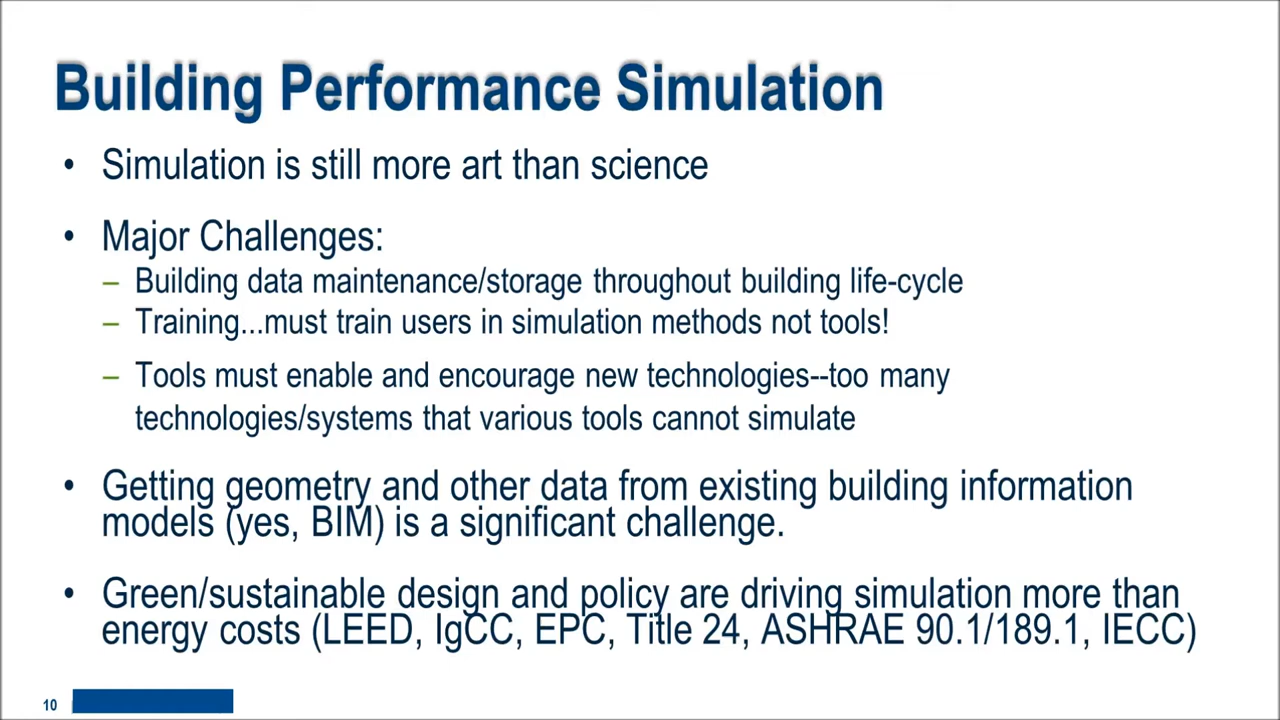 Building Performance Simulation
• Simulation is still more art than science
• Major Challenges:
– Building data maintenance/storage throughout building life-cycle
– Training...must train users in simulation methods not tools!
– Tools must enable and encourage new technologies--too many
technologies/systems that various tools cannot simulate
• Getting geometry and other data from existing building information
models (yes, BIM) is a significant challenge.
• Green/sustainable design and policy are driving simulation more than
energy costs (LEED, IgCC, EPC, Title 24, ASHRAE 90.1/189.1, IECC)
10